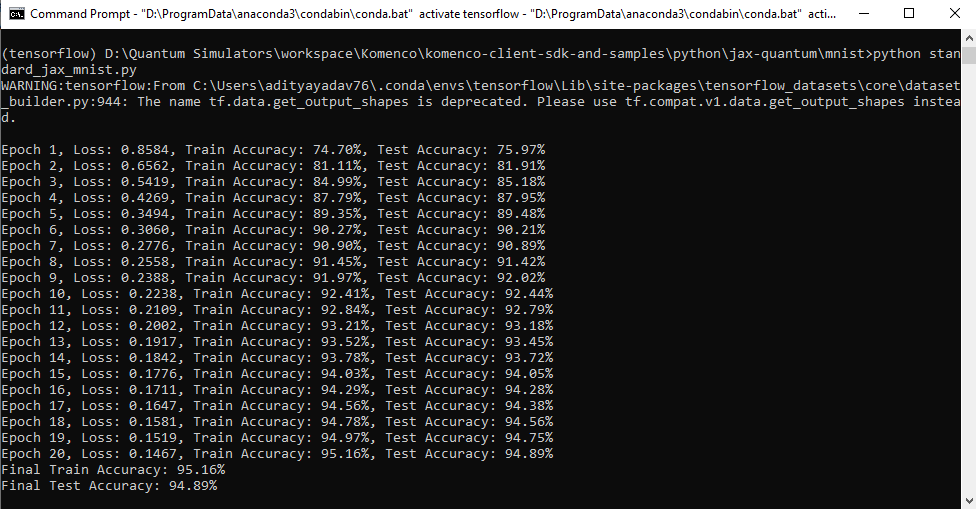 Command Prompt - "D:\ProgramData\anaconda3\condabin\conda.bat"  activate tensorflow - "D:\ProgramData\anaconda3\condabin\conda.bat"  acti...
(tensorflow) D:\Quantum Simulators\workspace\Komenco\komenco-client-sdk-and-samples\python\jax-quantum\mnist>python stan
dard_jax_mnist.py
WARNING:tensorflow:From C:\Users\adityayadav76\.conda\envs\tensorflow\Lib\site-packages\tensorflow_datasets\core\dataset
_builder.py:944: The name tf.data.get_output_shapes is deprecated. Please use tf.compat.v1.data.get_output_shapes instea
d.
Epoch 1, Loss: 0.8584, Train Accuracy: 74.70%, Test Accuracy: 75.97%
Epoch 2, Loss: 0.6562, Train Accuracy: 81.11%, Test Accuracy: 81.91%
Epoch 3, Loss: 0.5419, Train Accuracy: 84.99%, Test Accuracy: 85.18%
Epoch 4, Loss: 0.4269, Train Accuracy: 87.79%, Test Accuracy: 87.95%
Epoch 5, Loss: 0.3494, Train Accuracy: 89.35%, Test Accuracy: 89.48%
Epoch 6, Loss: 0.3060, Train Accuracy: 90.27%, Test Accuracy: 90.21%
Epoch 7, Loss: 0.2776, Train Accuracy: 90.90%, Test Accuracy: 90.89%
Epoch 8, Loss: 0.2558, Train Accuracy: 91.45%, Test Accuracy: 91.42%
Epoch 9, Loss: 0.2388, Train Accuracy: 91.97%, Test Accuracy: 92.02%
Epoch 10, Loss: 0.2238, Train Accuracy: 92.41%, Test Accuracy: 92.44%
Epoch 11, Loss: 0.2109, Train Accuracy: 92.84%, Test Accuracy: 92.79%
Epoch 12, Loss: 0.2002, Train Accuracy: 93.21%, Test Accuracy: 93.18%
Epoch 13, Loss: 0.1917, Train Accuracy: 93.52%, Test Accuracy: 93.45%
Epoch 14, Loss: 0.1842, Train Accuracy: 93.78%, Test Accuracy: 93.72%
Epoch 15, Loss: 0.1776, Train Accuracy: 94.03%, Test Accuracy: 94.05%
Epoch 16, Loss: 0.1711, Train Accuracy: 94.29%, Test Accuracy: 94.28%
Epoch 17, Loss: 0.1647, Train Accuracy: 94.56%, Test Accuracy: 94.38%
Epoch 18, Loss: 0.1581, Train Accuracy: 94.78%, Test Accuracy: 94.56%
Epoch 19, Loss: 0.1519, Train Accuracy: 94.97%, Test Accuracy: 94.75%
Epoch 20, Loss: 0.1467, Train Accuracy: 95.16%, Test Accuracy: 94.89%
Final Train Accuracy: 95.16%
Final Test Accuracy: 94.89%